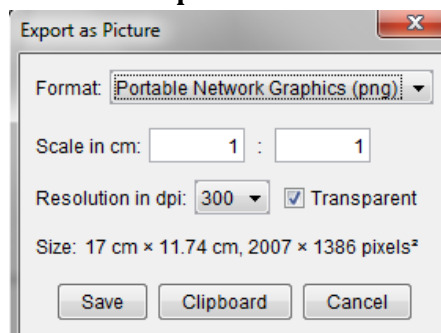 Export as Picture
Format: Portable Network Graphics (png)
Scale in cm: 1 : 1
Resolution in dpi: 300 Transparent
Size: 17 cm × 11.74 cm, 2007 × 1386 pixels²
Save Clipboard Cancel